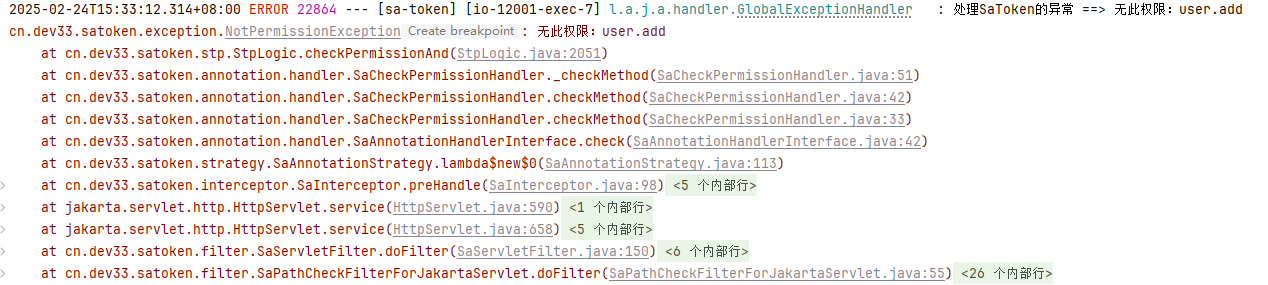 2025-02-24T15:33:12.314+08:00 ERROR 22864 --- [sa-token] [io-12001-exec-7] l.a.j.a.handler.GlobalExceptionHandler : 处理SaToken的异常 ==> 无此权限：user.add
cn.dev33.satoken.exception.NotPermissionException Create breakpoint : 无此权限：user.add
at cn.dev33.satoken.stp.StpLogic.checkPermissionAnd(StpLogic.java:2051)
at cn.dev33.satoken.annotation.handler.SaCheckPermissionHandler._checkMethod(SaCheckPermissionHandler.java:51)
at cn.dev33.satoken.annotation.handler.SaCheckPermissionHandler.checkMethod(SaCheckPermissionHandler.java:42)
at cn.dev33.satoken.annotation.handler.SaCheckPermissionHandler.checkMethod(SaCheckPermissionHandler.java:33)
at cn.dev33.satoken.annotation.handler.SaAnnotationHandlerInterface.check(SaAnnotationHandlerInterface.java:42)
at cn.dev33.satoken.strategy.SaAnnotationStrategy.lambda$new$0(SaAnnotationStrategy.java:113)
at cn.dev33.satoken.interceptor.SaInterceptor.preHandle(SaInterceptor.java:98) <5 个内部行>
at jakarta.servlet.http.HttpServlet.service(HttpServlet.java:590) <1 个内部行>
at jakarta.servlet.http.HttpServlet.service(HttpServlet.java:658) <5 个内部行>
at cn.dev33.satoken.filter.SaServletFilter.doFilter(SaServletFilter.java:150) <6 个内部行>
at cn.dev33.satoken.filter.SaPathCheckFilterForJakartaServlet.doFilter(SaPathCheckFilterForJakartaServlet.java:55) <26 个内部行>